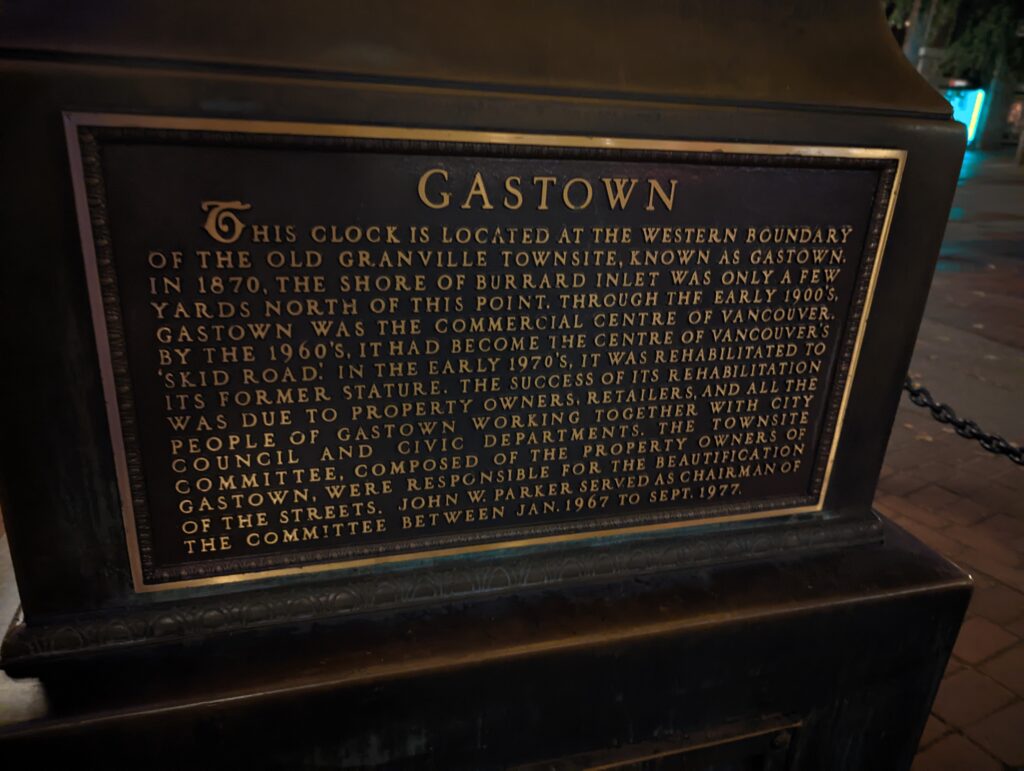 GASTOWN
THIS CLOCK IS LOCATED AT THE WESTERN BOUNDARY
OF THE OLD GRANVILLE TOWNSITE, KNOWN AS GASTOWN.
IN 1870, THE SHORE OF BURRARD INLET WAS ONLY A FEW
YARDS NORTH OF THIS POINT. THROUGH THE EARLY 1900'S,
GASTOWN WAS THE COMMERCIAL CENTRE OF VANCOUVER.
BY THE 1960'S, IT HAD BECOME THE CENTRE OF VANCOUVER'S
'SKID ROAD'. IN THE EARLY 1970'S, IT WAS REHABILITATED TO
ITS FORMER STATURE. THE SUCCESS OF ITS REHABILITATION
WAS DUE TO PROPERTY OWNERS, RETAILERS, AND ALL THE
PEOPLE OF GASTOWN WORKING TOGETHER WITH CITY
COUNCIL AND CIVIC DEPARTMENTS. THE TOWNSITE
COMMITTEE, COMPOSED OF THE PROPERTY OWNERS OF
GASTOWN, WERE RESPONSIBLE FOR THE BEAUTIFICATION
OF THE STREETS. JOHN W. PARKER SERVED AS CHAIRMAN OF
THE COMMITTEE BETWEEN JAN. 1967 TO SEPT. 1977.